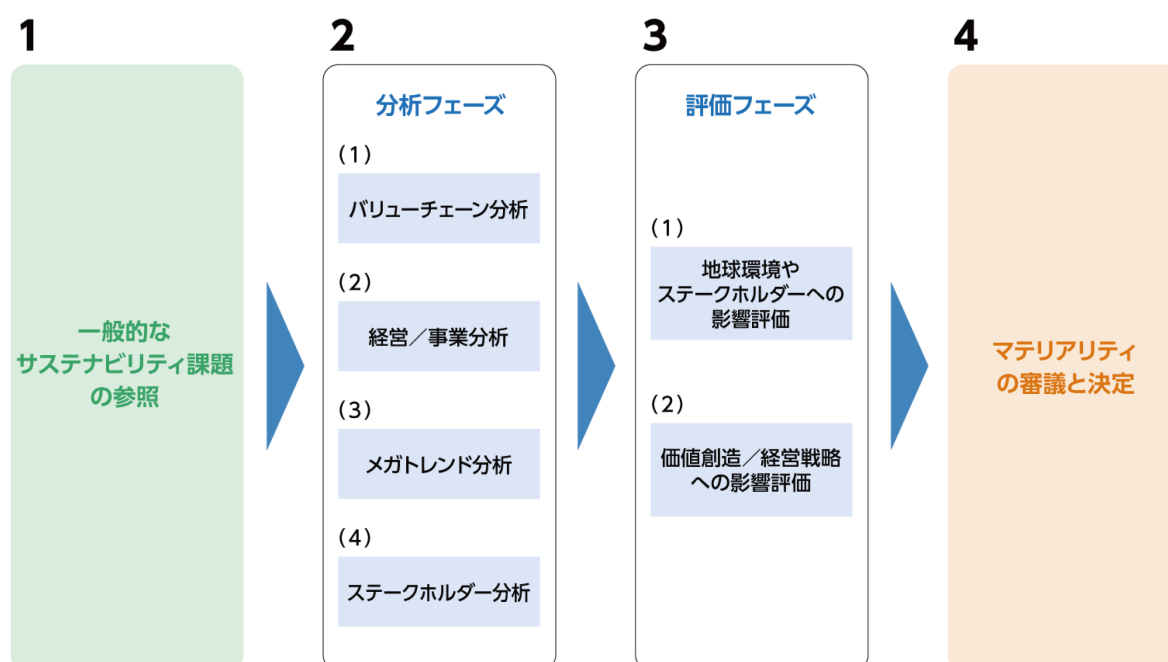 1
一般的な
サステナビリティ課題
の参照
2
分析フェーズ
(1)
バリューチェーン分析
(2)
経営／事業分析
(3)
メガトレンド分析
(4)
ステークホルダー分析
3
評価フェーズ
(1)
地球環境や
ステークホルダーへの
影響評価
(2)
価値創造／経営戦略
への影響評価
4
マテリアリティ
の審議と決定